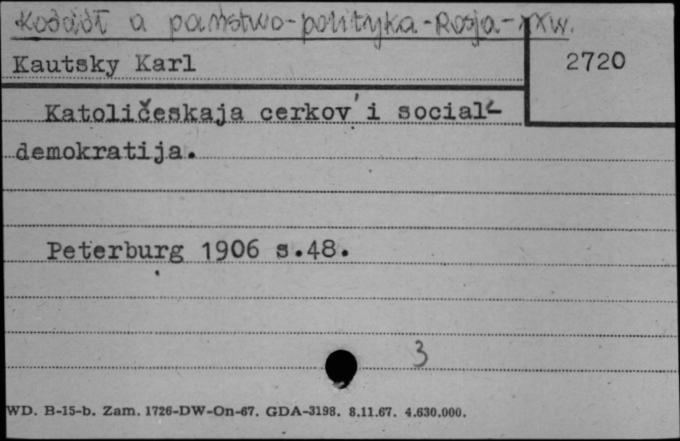 Kościół a państwo-polityka-Rosja-XXw.
Kautsky Karl
2720
Katoličeskaja cerkov' i social'-
demokratija.
Peterburg 1906 s.48.
3
WD. B-15-b. Zam. 1726-DW-On-67. GDA-3198. 8.11.67. 4.630.000.